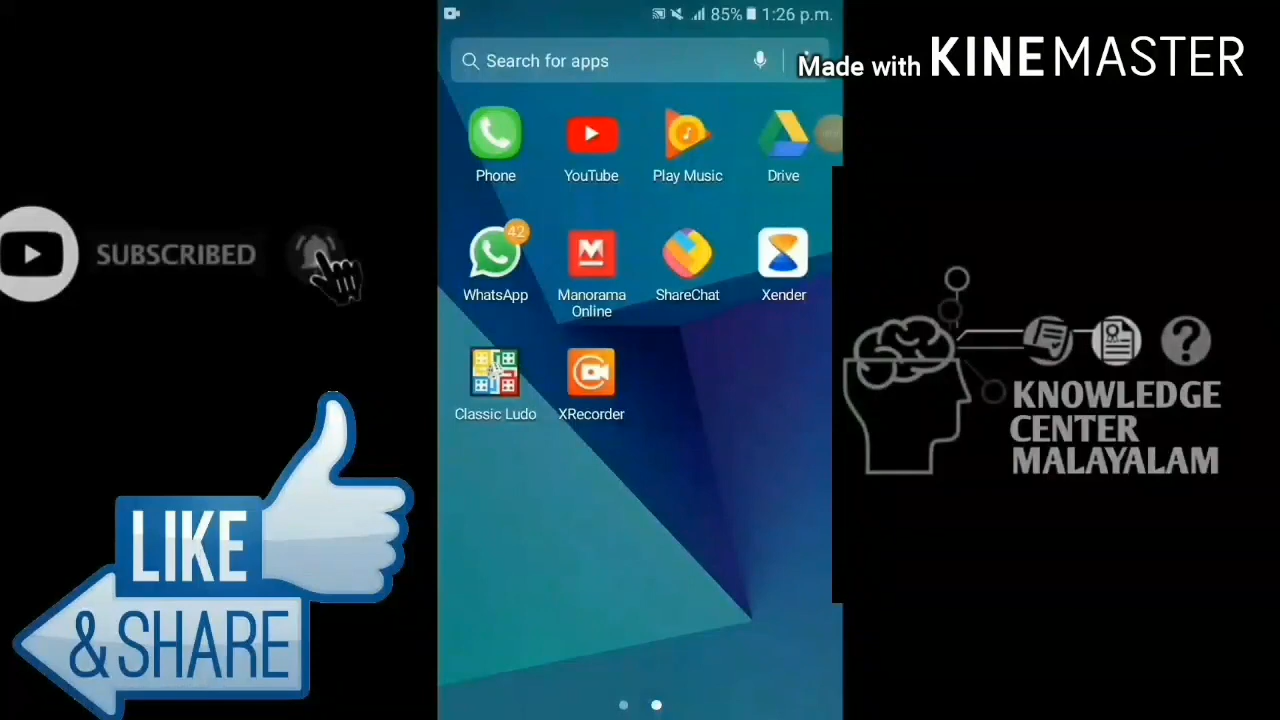 85% 1:26 p.m.
Search for apps
Made with KINEMASTER
Phone
YouTube
Play Music
Drive
SUBSCRIBED
42
WhatsApp
Manorama
Online
ShareChat
Xender
Classic Ludo
XRecorder
KNOWLEDGE
CENTER
MALAYALAM
LIKE
& SHARE